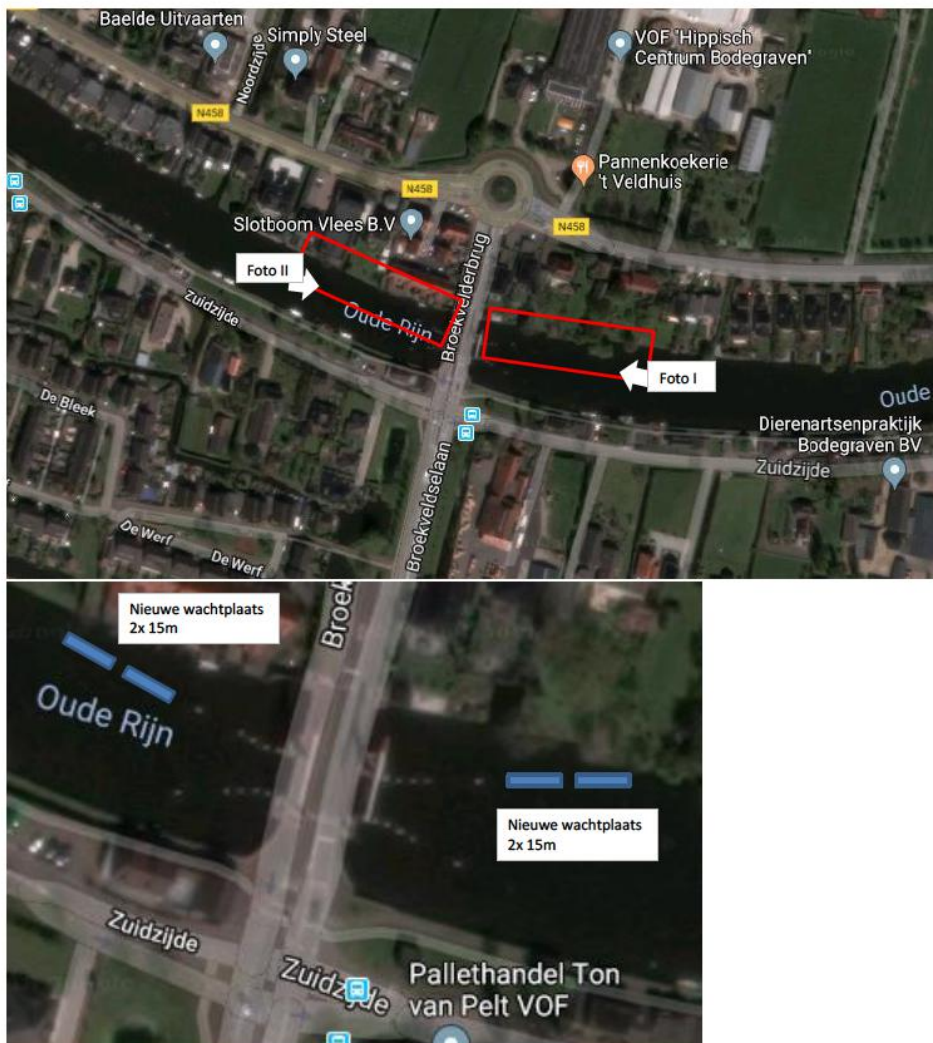 Baelde Uitvaarten
Simply Steel
Noordzijde
VOF 'Hippisch
Centrum Bodegraven'
N458
Pannenkoekerie
't Veldhuis
N458
Slotboom Vlees B.V
N458
Foto II
Oude Rijn
Broekvelderbrug
Zuidzijde
Foto I
De Bleek
Oude
Dierenartsenpraktijk
Bodegraven BV
Zuidzijde
Broekveldselaan
De Werf
De Werf
Nieuwe wachtplaats
2x 15m
Broek
Oude Rijn
Nieuwe wachtplaats
2x 15m
Zuidzijde
Zuidzijde
Pallethandel Ton
van Pelt VOF